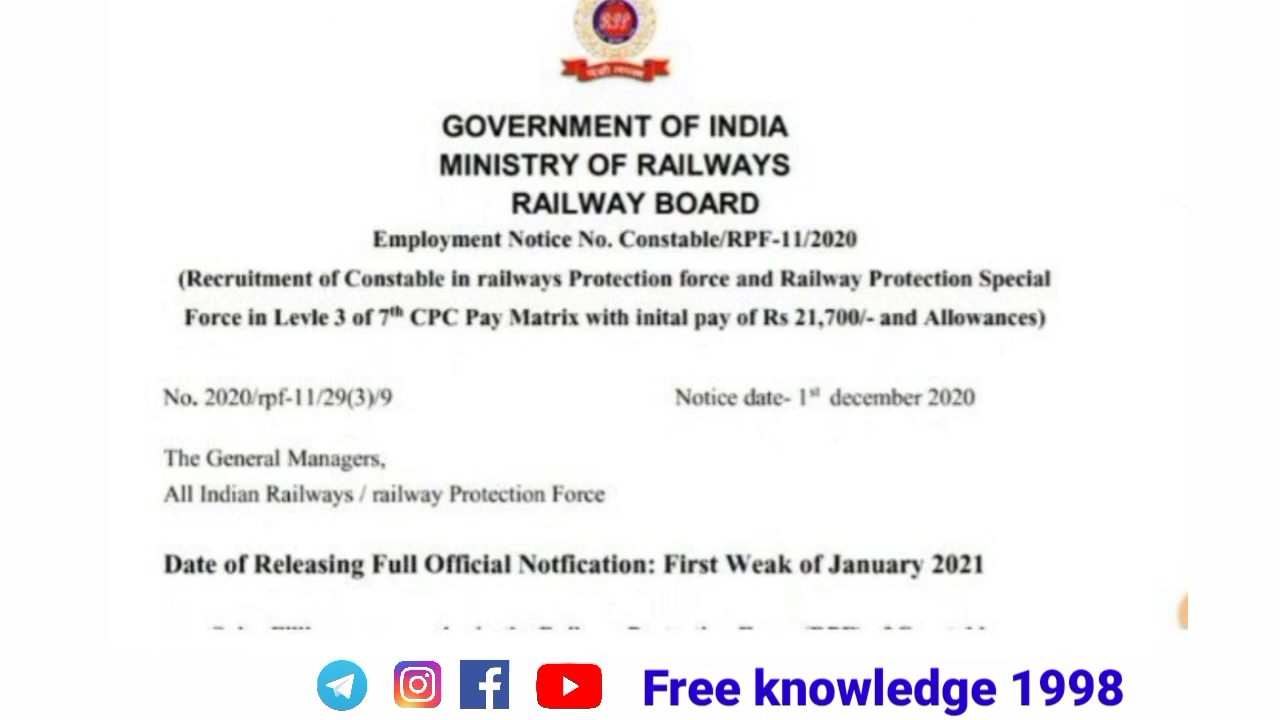 RPF
GOVERNMENT OF INDIA
MINISTRY OF RAILWAYS
RAILWAY BOARD
Employment Notice No. Constable/RPF-11/2020
(Recruitment of Constable in railways Protection force and Railway Protection Special
Force in Levle 3 of 7th CPC Pay Matrix with inital pay of Rs 21,700/- and Allowances)
No. 2020/rpf-11/29(3)/9 Notice date- 1st december 2020
The General Managers,
All Indian Railways / railway Protection Force
Date of Releasing Full Official Notfication: First Weak of January 2021
Free knowledge 1998